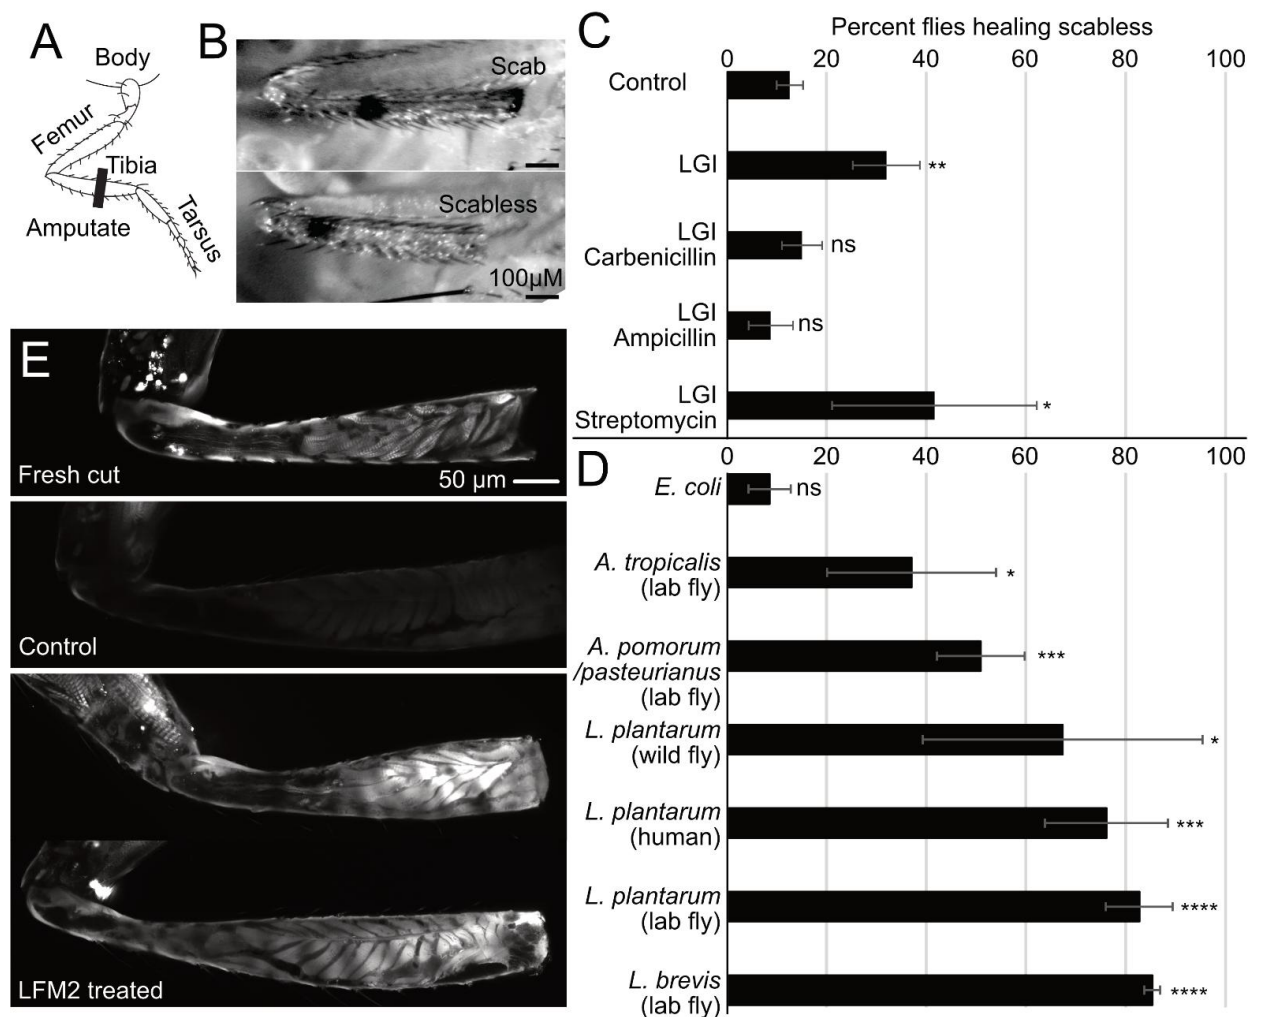 A
Body
Femur
Tibia
Amputate
Tarsus
B
Scab
Scabless
100µM
C
Percent flies healing scabless
0 20 40 60 80 100
Control
LGI
**
LGI
Carbenicillin
ns
LGI
Ampicillin
ns
LGI
Streptomycin
*
D
0 20 40 60 80 100
E. coli
ns
A. tropicalis
(lab fly)
*
A. pomorum
/pasteurianus
(lab fly)
***
L. plantarum
(wild fly)
*
L. plantarum
(human)
***
L. plantarum
(lab fly)
****
L. brevis
(lab fly)
****
E
Fresh cut
50 µm
Control
LFM2 treated